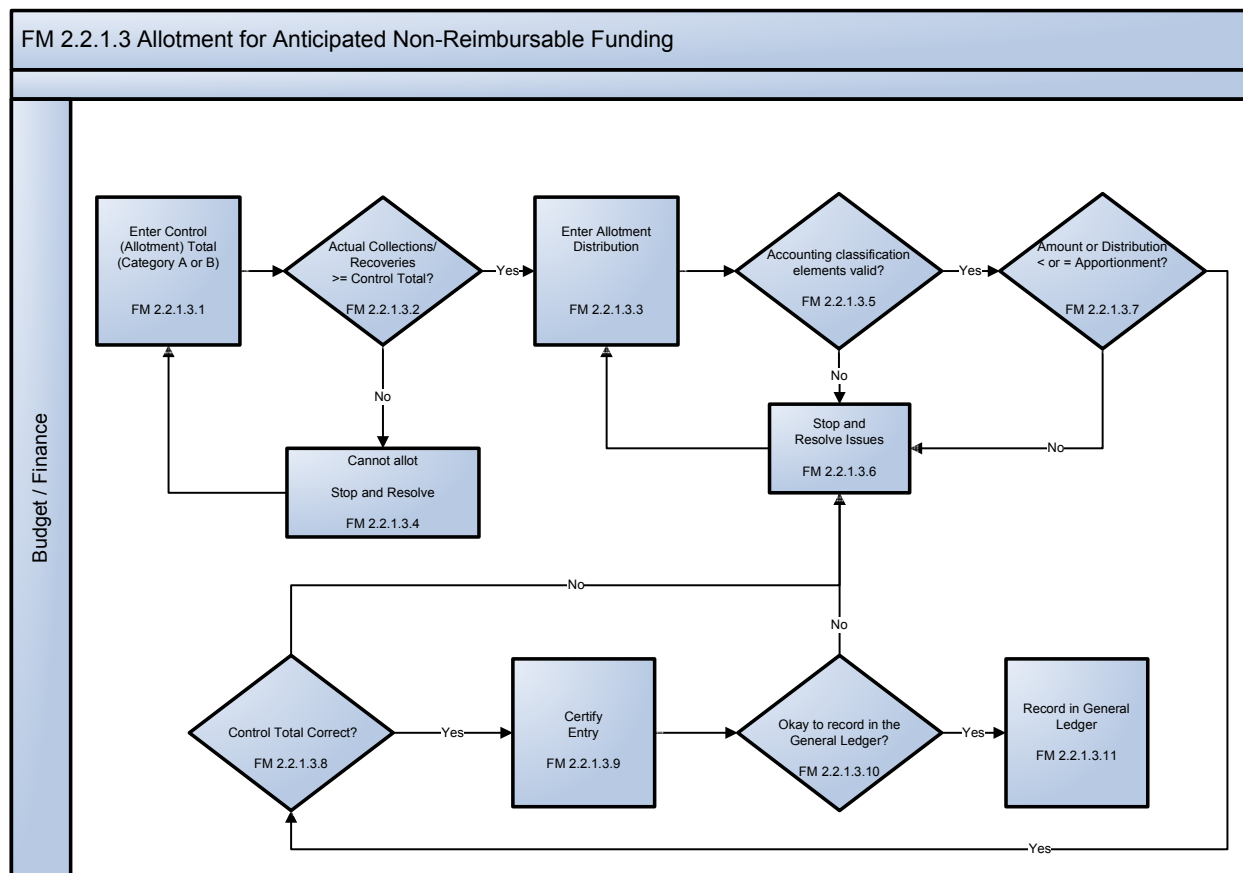 FM 2.2.1.3 Allotment for Anticipated Non-Reimbursable Funding
Budget / Finance
Enter Control
(Allotment) Total
(Category A or B)
FM 2.2.1.3.1
Actual Collections/
Recoveries
>= Control Total?
FM 2.2.1.3.2
Yes
Enter Allotment
Distribution
FM 2.2.1.3.3
Accounting classification
elements valid?
FM 2.2.1.3.5
Yes
Amount or Distribution
< or = Apportionment?
FM 2.2.1.3.7
No
No
Cannot allot
Stop and Resolve
FM 2.2.1.3.4
Stop and
Resolve Issues
FM 2.2.1.3.6
No
No
No
Control Total Correct?
FM 2.2.1.3.8
Yes
Certify
Entry
FM 2.2.1.3.9
Okay to record in the
General Ledger?
FM 2.2.1.3.10
Yes
Record in General
Ledger
FM 2.2.1.3.11
Yes